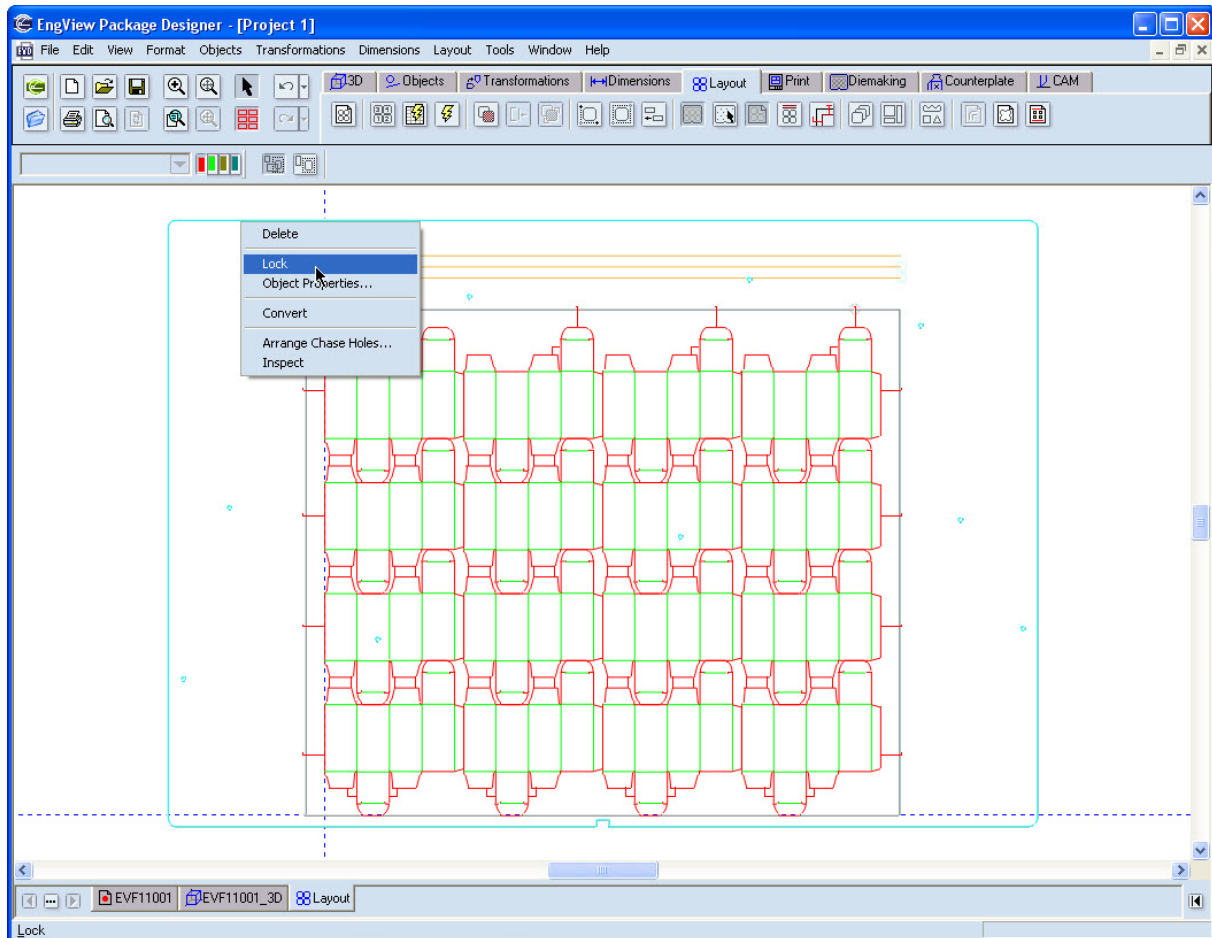 EngView Package Designer - [Project 1]
File Edit View Format Objects Transformations Dimensions Layout Tools Window Help
3D Objects Transformations Dimensions Layout Print Diemaking Counterplate CAM
Delete
Lock
Object Properties...
Convert
Arrange Chase Holes...
Inspect
EVF11001 EVF11001_3D Layout
Lock